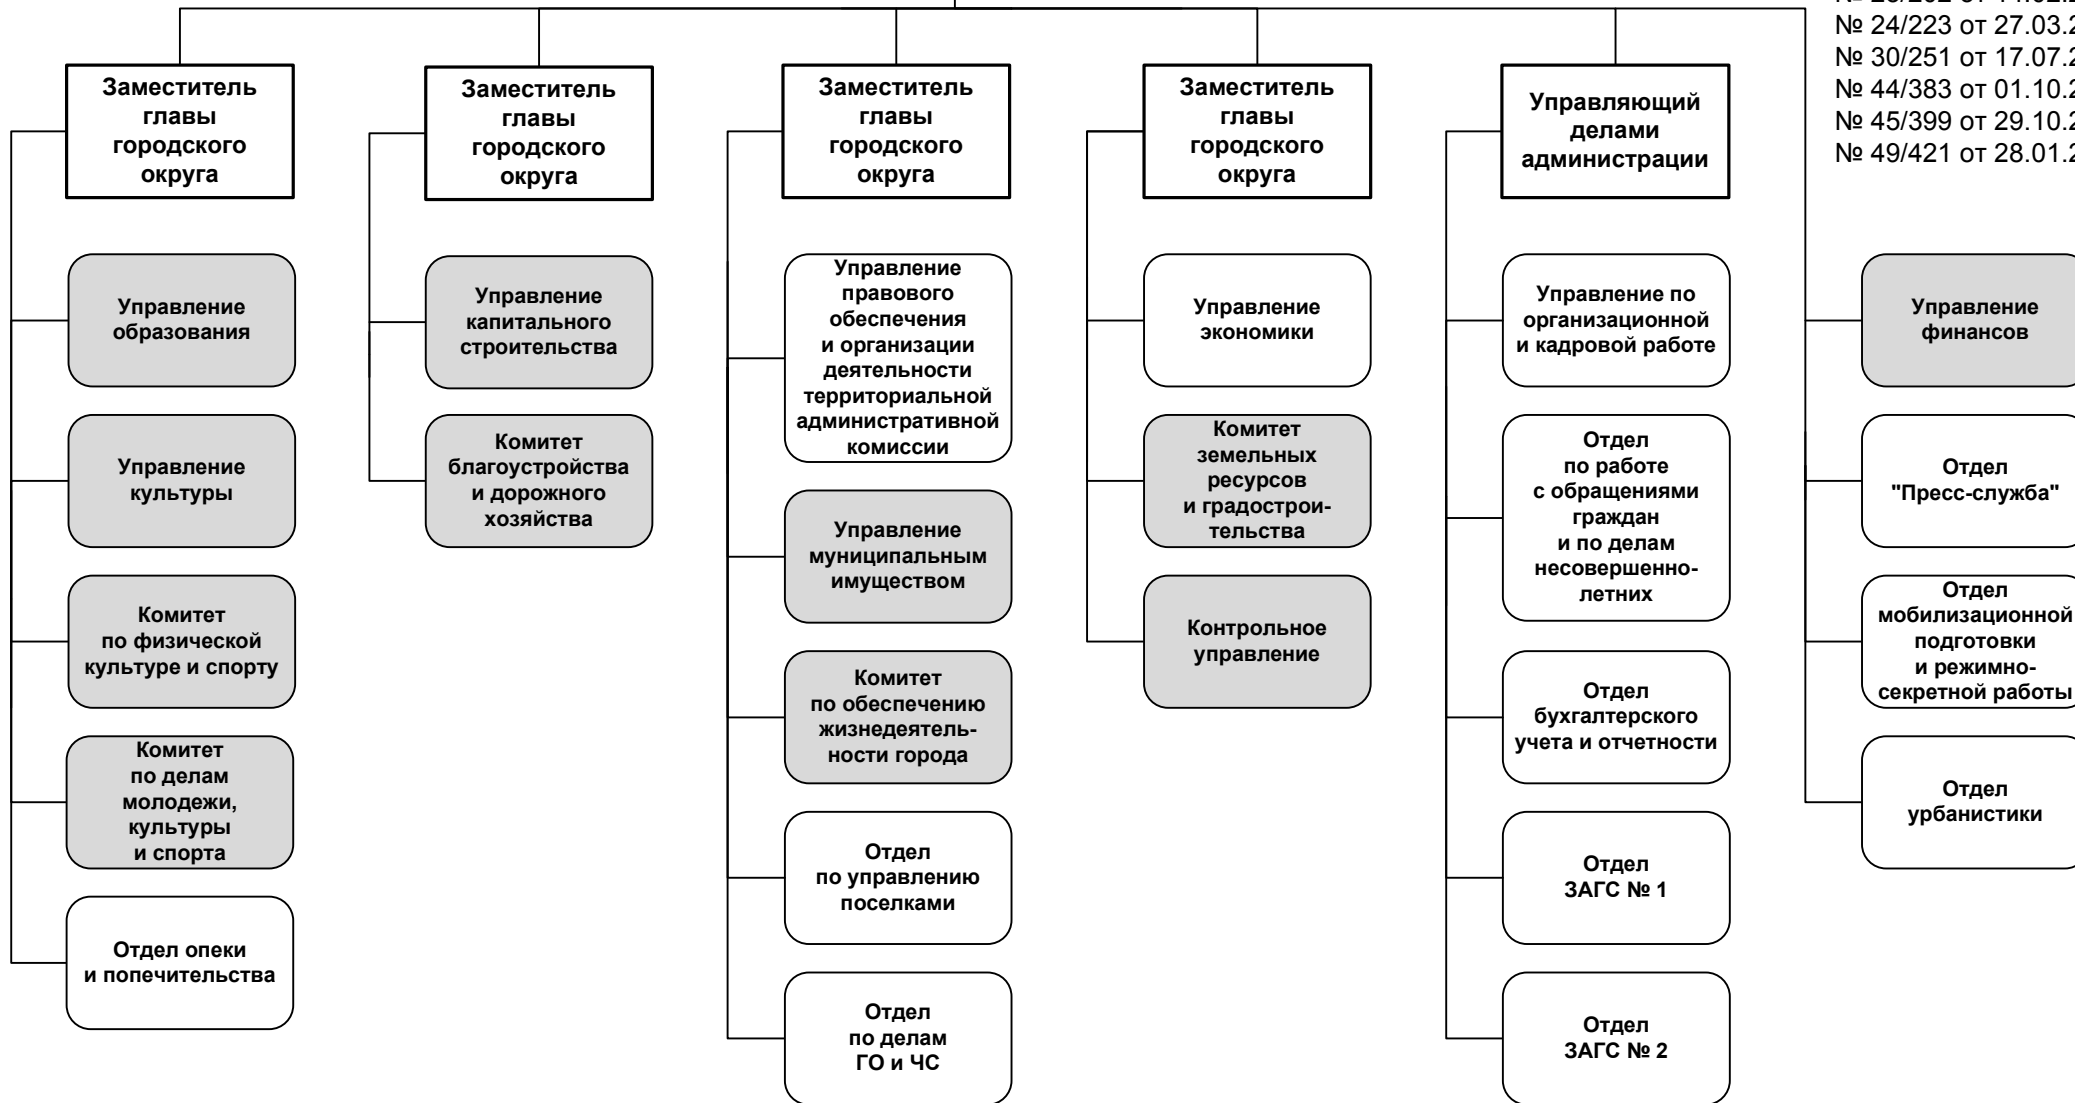 № 24/223 от 27.03.2
№ 30/251 от 17.07.2
№ 44/383 от 01.10.2
№ 45/399 от 29.10.2
№ 49/421 от 28.01.2
Заместитель
главы
городского
округа
Заместитель
главы
городского
округа
Заместитель
главы
городского
округа
Заместитель
главы
городского
округа
Управляющий
делами
администрации
Управление
образования
Управление
культуры
Комитет
по физической
культуре и спорту
Комитет
по делам
молодежи,
культуры
и спорта
Отдел опеки
и попечительства
Управление
капитального
строительства
Комитет
благоустройства
и дорожного
хозяйства
Управление
правового
обеспечения
и организации
деятельности
территориальной
административной
комиссии
Управление
муниципальным
имуществом
Комитет
по обеспечению
жизнедеятель-
ности города
Отдел
по управлению
поселками
Отдел
по делам
ГО и ЧС
Управление
экономики
Комитет
земельных
ресурсов
и градострои-
тельства
Контрольное
управление
Управление по
организационной
и кадровой работе
Отдел
по работе
с обращениями
граждан
и по делам
несовершенно-
летних
Отдел
бухгалтерского
учета и отчетности
Отдел
ЗАГС № 1
Отдел
ЗАГС № 2
Управление
финансов
Отдел
"Пресс-служба"
Отдел
мобилизационной
подготовки
и режимно-
секретной работы
Отдел
урбанистики